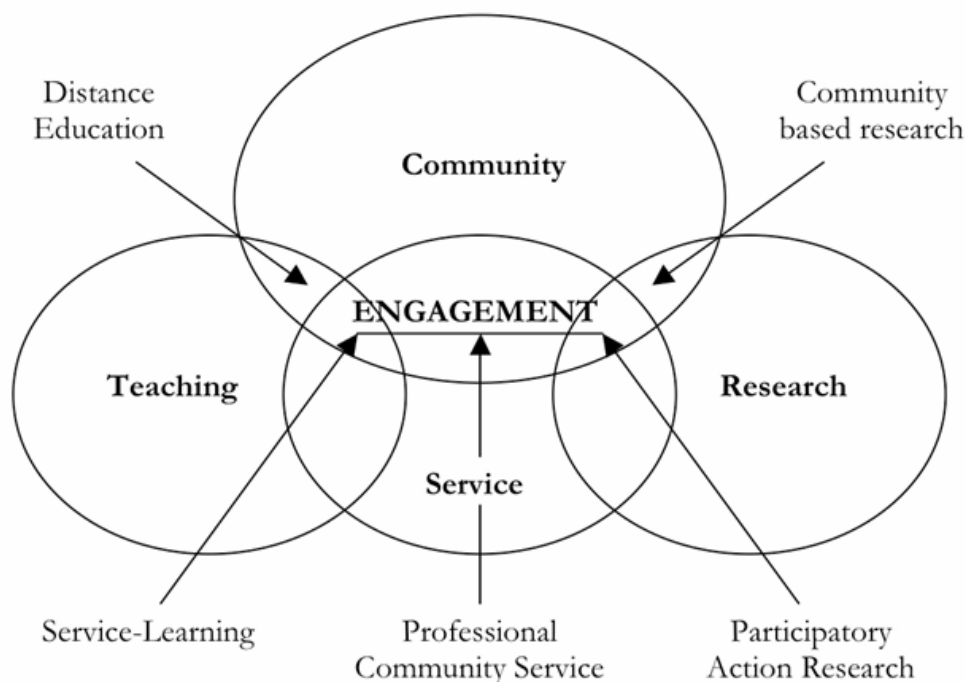 Distance
Education
Community
based research
Community
ENGAGEMENT
Teaching
Research
Service
Service-Learning
Professional
Community Service
Participatory
Action Research